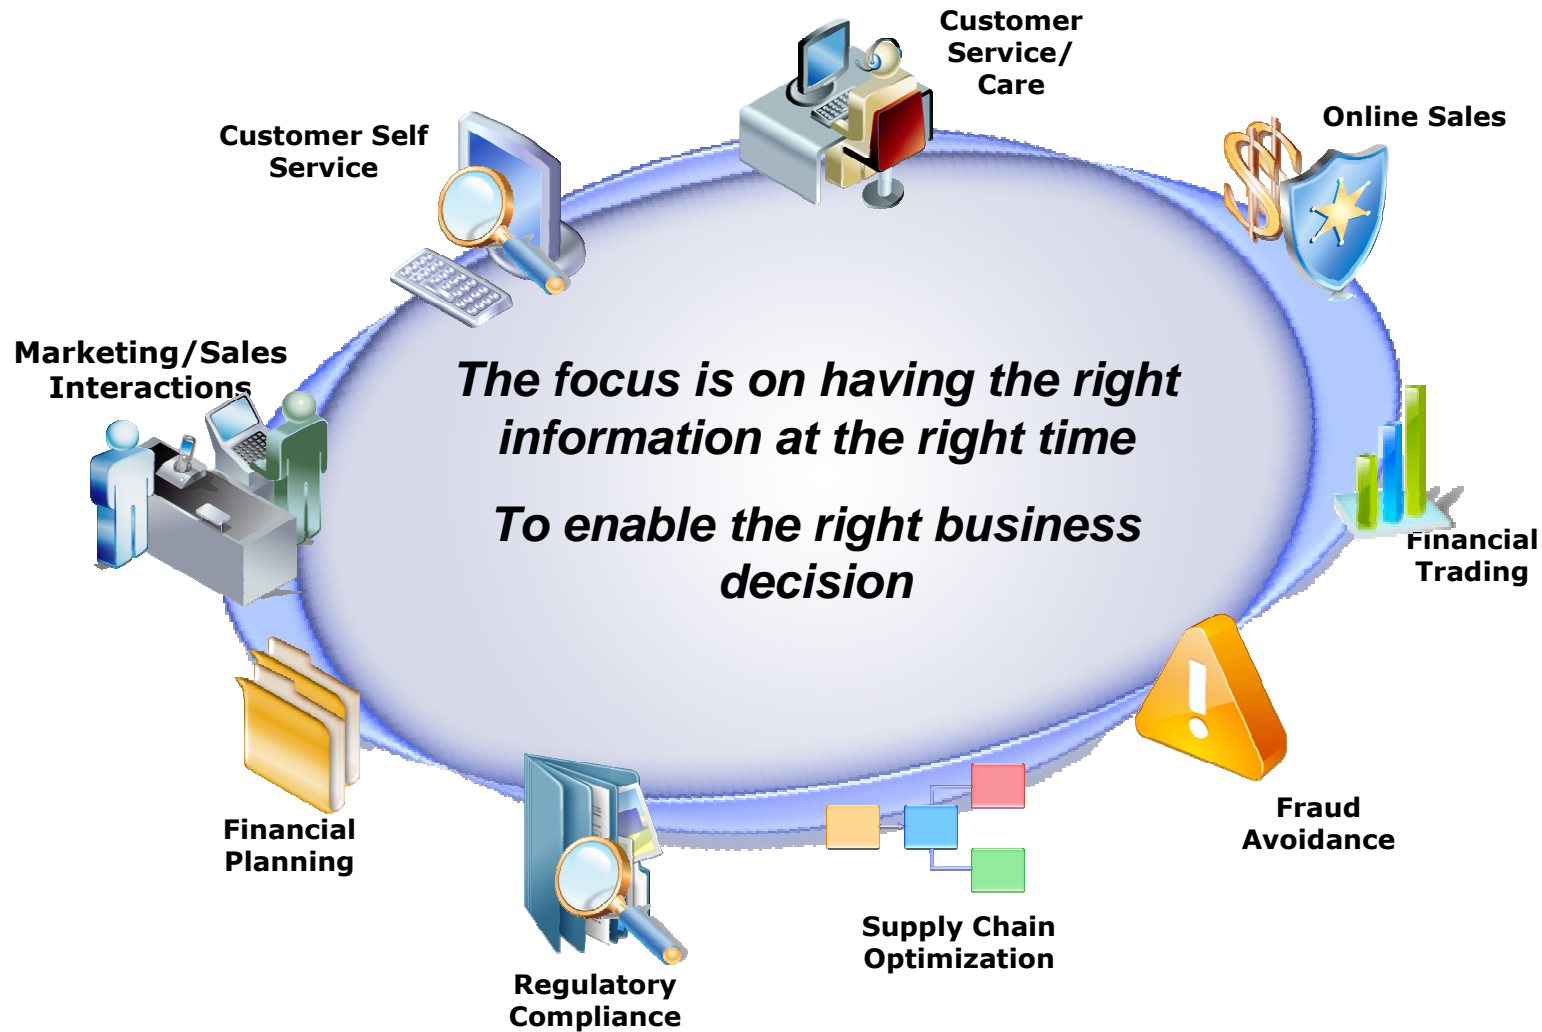 Customer
Service/
Care
Online Sales
Customer Self
Service
Marketing/Sales
Interactions
The focus is on having the right
information at the right time
To enable the right business
decision
Financial
Trading
Fraud
Avoidance
Financial
Planning
Supply Chain
Optimization
Regulatory
Compliance